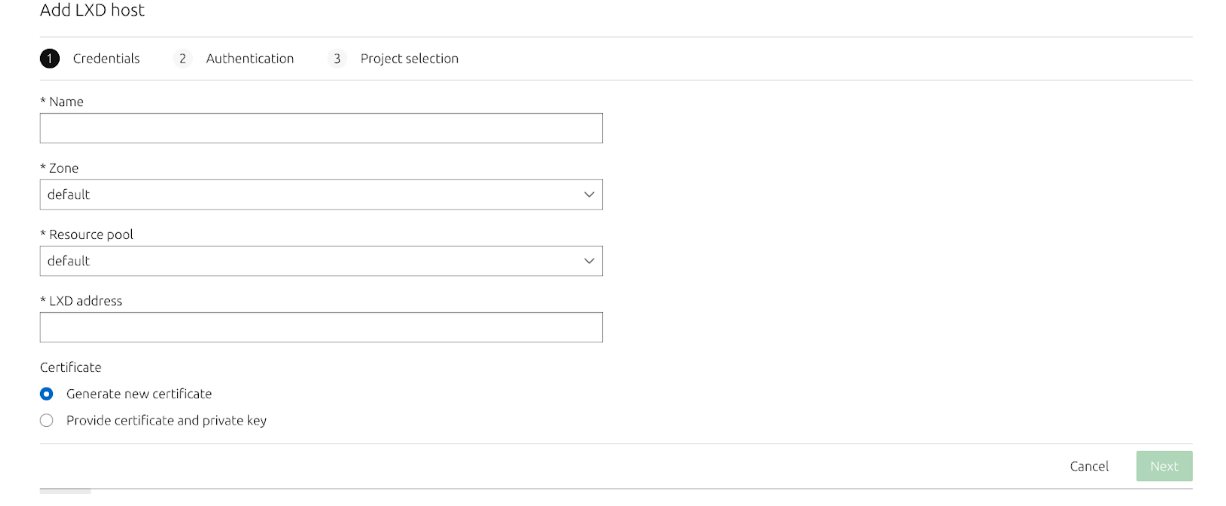 Add LXD host
1 Credentials 2 Authentication 3 Project selection
* Name
* Zone
default
* Resource pool
default
* LXD address
Certificate
Generate new certificate
Provide certificate and private key
Cancel Next